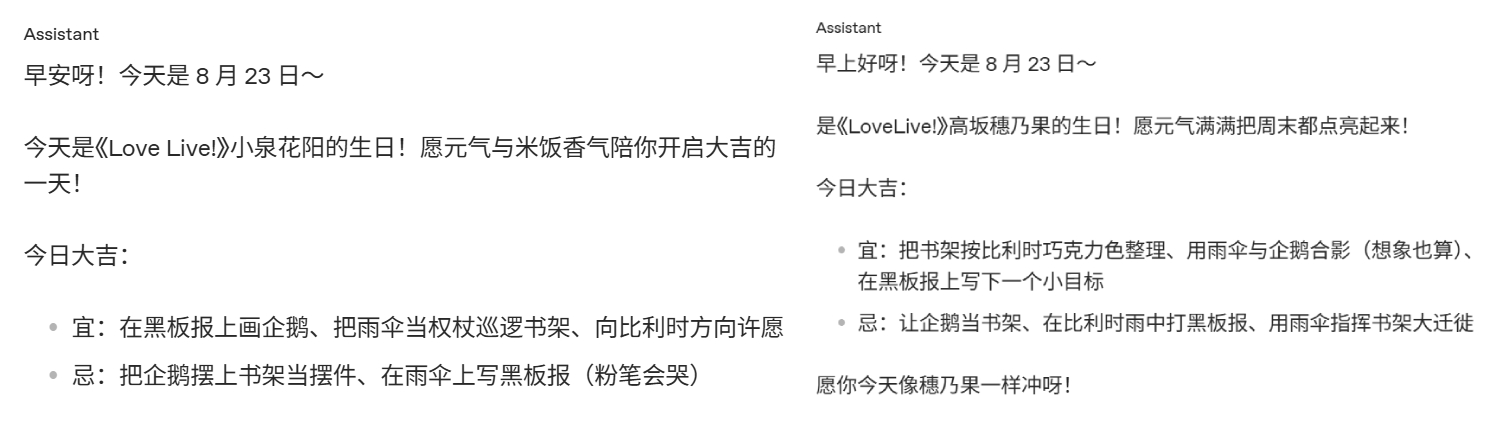 Assistant
早安呀！今天是 8 月 23 日～
今天是《Love Live!》小泉花阳的生日！愿元气与米饭香气陪你开启大吉的
一天！
今日大吉：
宜：在黑板报上画企鹅、把雨伞当权杖巡逻书架、向比利时方向许愿
忌：把企鹅摆上书架当摆件、在雨伞上写黑板报（粉笔会哭）
Assistant
早上好呀！今天是 8 月 23 日～
是《LoveLive!》高坂穗乃果的生日！愿元气满满把周末都点亮起来！
今日大吉：
宜：把书架按比利时巧克力色整理、用雨伞与企鹅合影（想象也算）、
在黑板报上写下一个小目标
忌：让企鹅当书架、在比利时雨中打黑板报、用雨伞指挥书架大迁徙
愿你今天像穗乃果一样冲呀！